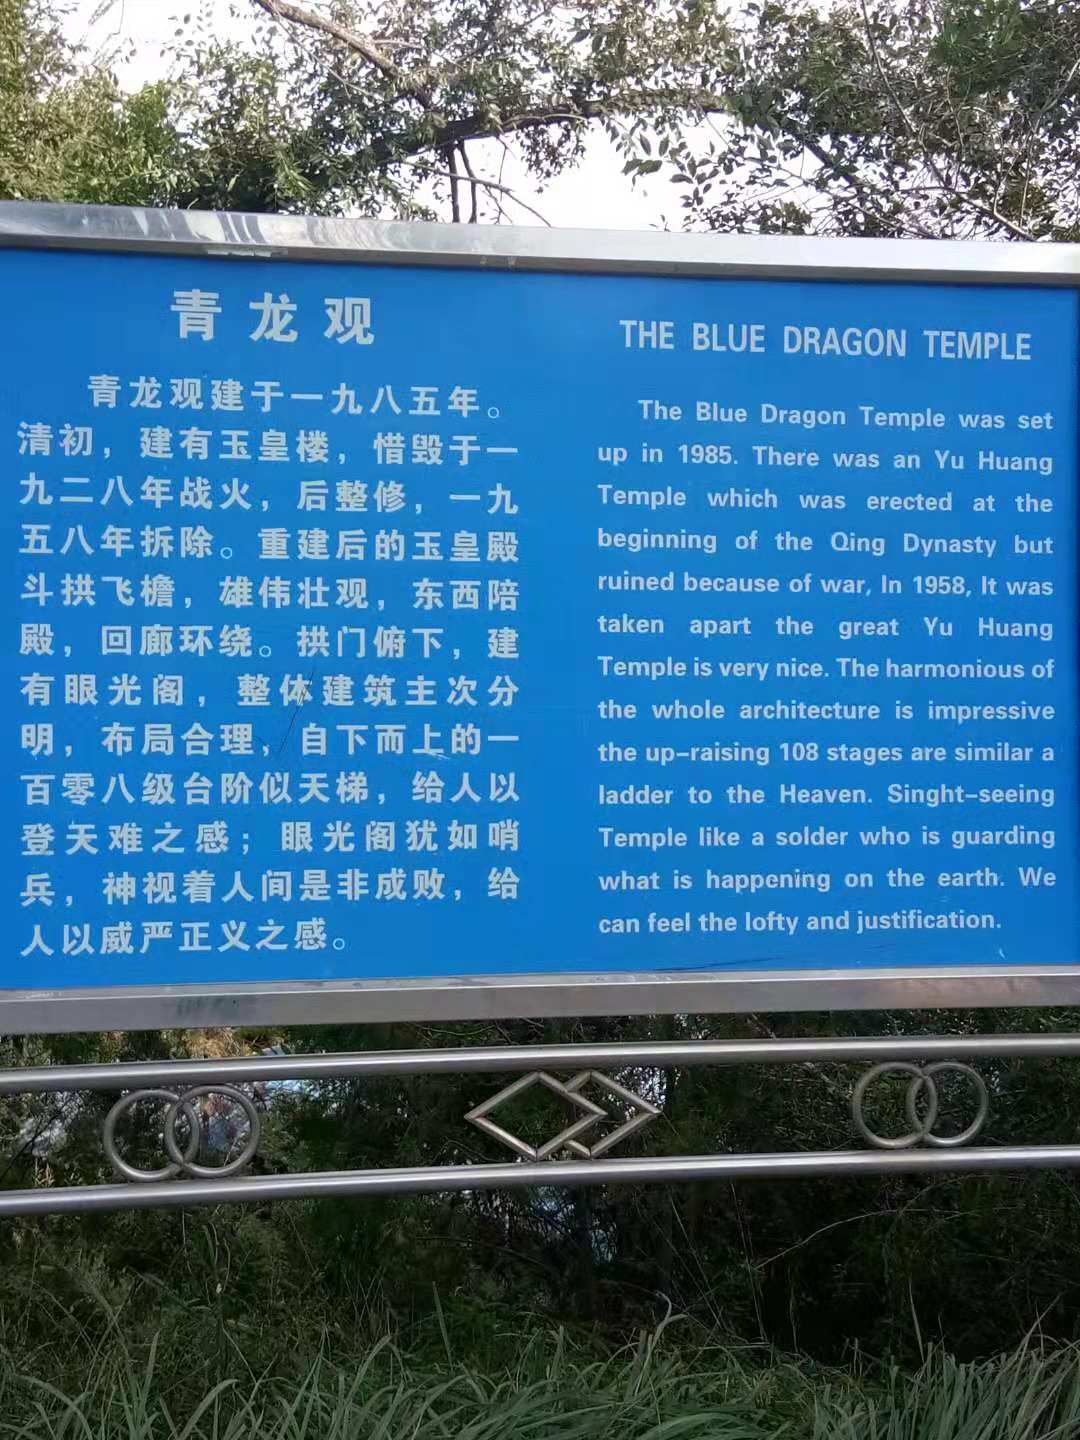 青龙观
青龙观建于一九八五年。
清初，建有玉皇楼，惜毁于一
九二八年战火，后整修，一九
五八年拆除。重建后的玉皇殿
斗拱飞檐，雄伟壮观，东西陪
殿，回廊环绕。拱门俯下，建
有眼光阁，整体建筑主次分
明，布局合理，自下而上的一
百零八级台阶似天梯，给人以
登天难之感；眼光阁犹如哨
兵，神视着人间是非成败，给
人以威严正义之感。
THE BLUE DRAGON TEMPLE
The Blue Dragon Temple was set
up in 1985. There was an Yu Huang
Temple which was erected at the
beginning of the Qing Dynasty but
ruined because of war, In 1958, It was
taken apart the great Yu Huang
Temple is very nice. The harmonious of
the whole architecture is impressive
the up-raising 108 stages are similar a
ladder to the Heaven. Singht-seeing
Temple like a solder who is guarding
what is happening on the earth. We
can feel the lofty and justification.